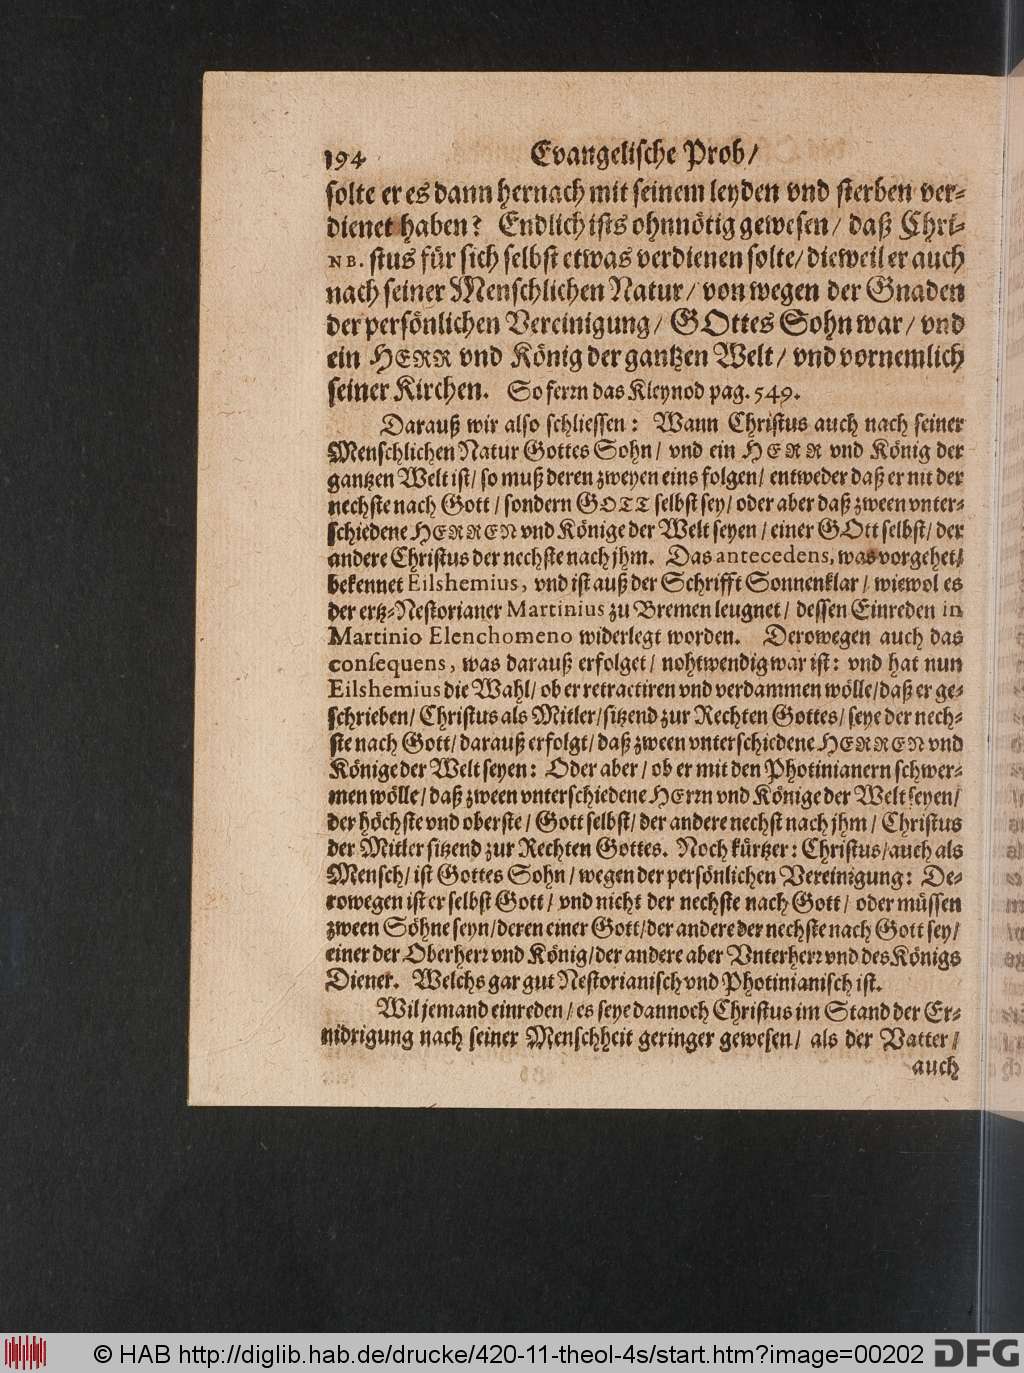 194 Evangelische Prob/
solte er es dann hernach mit seinem leyden vnd sterben ver-
dienet haben? Endlich ists ohnnötig gewesen/ daß Chri-
NB. stus für sich selbst etwas verdienen solte/ dieweil er auch
nach seiner Menschlichen Natur/ von wegen der Gnaden
der persönlichen Vereinigung/ GOttes Sohn war/ vnd
ein HERR vnd König der gantzen Welt/ vnd vornemlich
seiner Kirchen. So ferrn das Kleynod pag. 549.
Darauß wir also schliessen: Wann Christus auch nach seiner
Menschlichen Natur Gottes Sohn/ vnd ein HERR vnd König der
gantzen Welt ist/ so muß deren zweyen eins folgen/ entweder daß er nit der
nechste nach Gott/ sondern GOTT selbst sey/ oder aber daß zween vnter-
schiedene HERREN vnd Könige der Welt seyen/ einer GOtt selbst/ der
andere Christus der nechste nach jhm. Das antecedens, was vorgehet/
bekennet Eilshemius, vnd ist auß der Schrifft Sonnenklar/ wiewol es
der ertz-Nestorianer Martinius zu Bremen leugnet/ dessen Einreden in
Martinio Elenchomeno widerlegt worden. Derowegen auch das
conſequens, was darauß erfolget/ nohtwendig war ist: vnd hat nun
Eilshemius die Wahl/ ob er retractiren vnd verdammen wölle/ daß er ge-
schrieben/ Christus als Mitler/ sitzend zur Rechten Gottes/ seye der nech-
ste nach Gott/ darauß erfolgt/ daß zween vnterschiedene HERREN vnd
Könige der Welt seyen: Oder aber/ ob er mit den Photinianern schwer-
men wölle/ daß zween vnterschiedene HErrn vnd Könige der Welt seyen/
der höchste vnd oberste/ Gott selbst/ der andere nechst nach jhm/ Christus
der Mitler sitzend zur Rechten Gottes. Noch kürtzer: Christus/ auch als
Mensch/ ist Gottes Sohn/ wegen der persönlichen Vereinigung: De-
rowegen ist er selbst Gott/ vnd nicht der nechste nach Gott/ oder müssen
zween Söhne seyn/ deren einer Gott/ der andere der nechste nach Gott sey/
einer der Oberherr vnd König/ der andere aber Vnterherr vnd des Königs
Diener. Welchs gar gut Nestorianisch vnd Photinianisch ist.
Wil jemand einreden/ es seye dannoch Christus im Stand der Er-
nidrigung nach seiner Menschheit geringer gewesen/ als der Vatter/
auch
© HAB http://diglib.hab.de/drucke/420-11-theol-4s/start.htm?image=00202 DFG